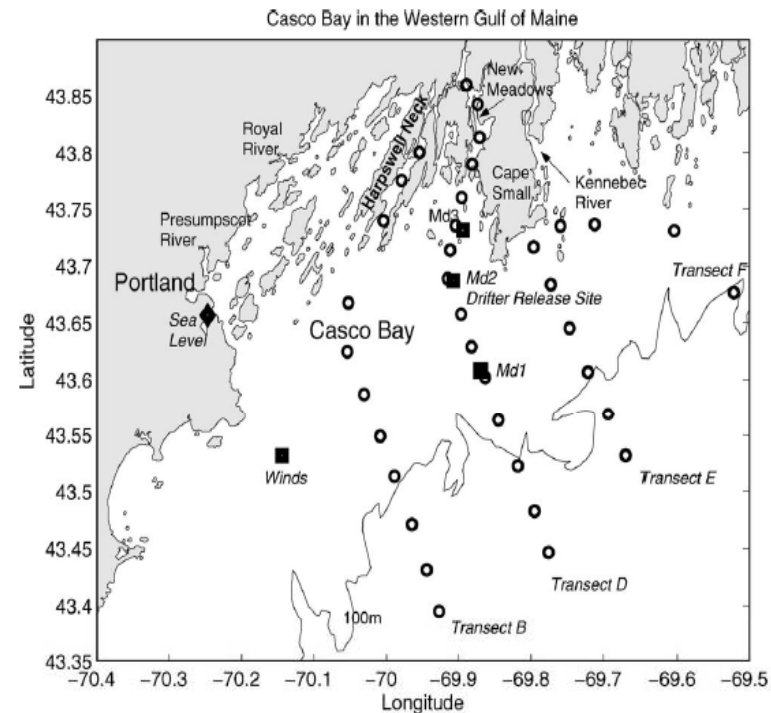 Casco Bay in the Western Gulf of Maine
43.85
43.8
43.75
43.7
43.65
43.6
43.55
43.5
43.45
43.4
43.35
Latitude
New
Meadows
Royal
River
Harpswell Neck
Cape
Small
Kennebec
River
Presumpscot
River
Md3
Portland
Md2
Drifter Release Site
Transect F
Sea
Level
Casco Bay
Md1
Winds
Transect E
Transect D
100m
Transect B
−70.4 −70.3 −70.2 −70.1 −70 −69.9 −69.8 −69.7 −69.6 −69.5
Longitude